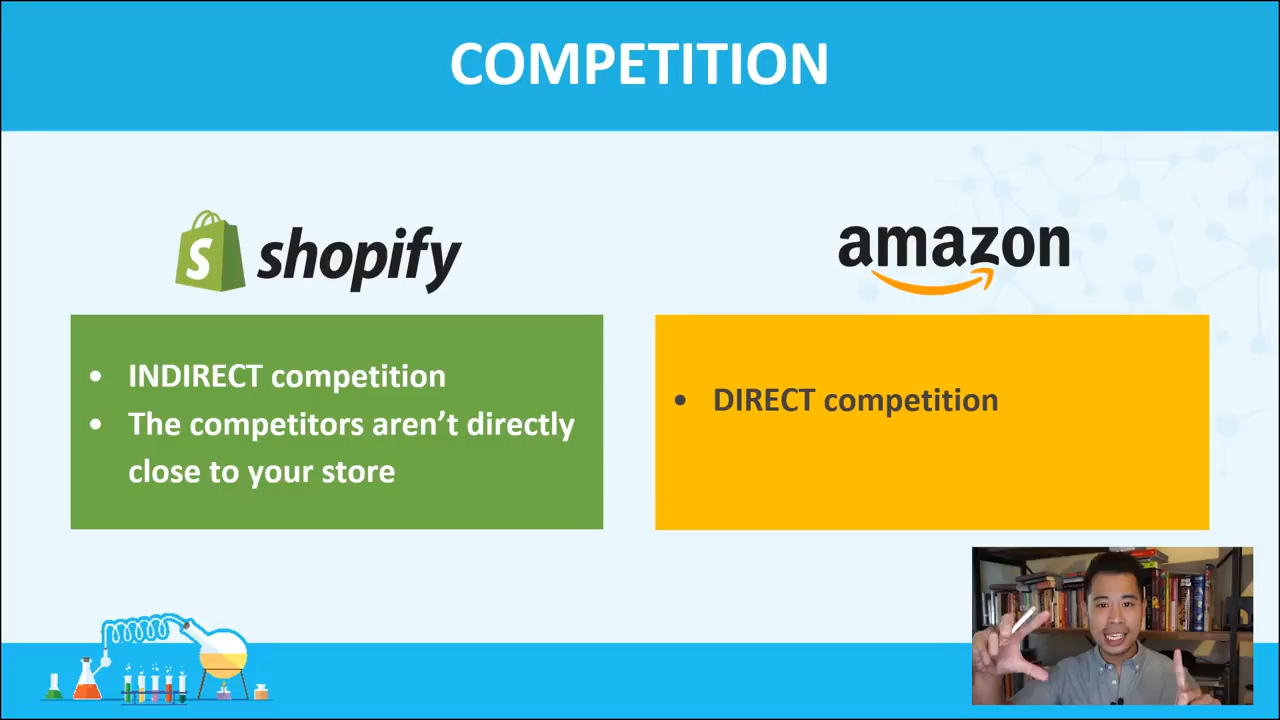 COMPETITION
S shopify
amazon
• INDIRECT competition
• The competitors aren’t directly
close to your store
• DIRECT competition